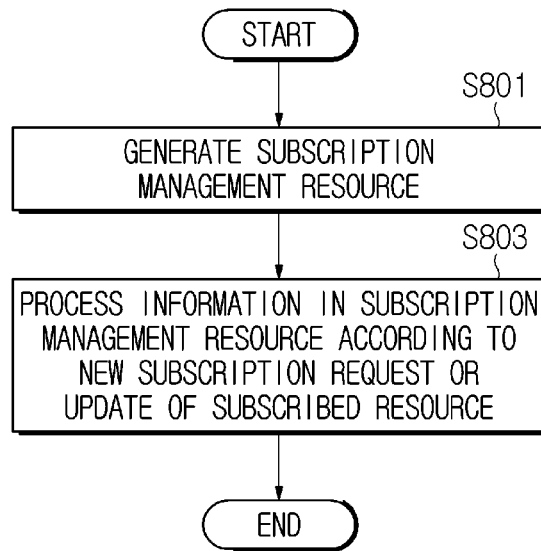 START
S801
GENERATE SUBSCRIPTION
MANAGEMENT RESOURCE
S803
PROCESS INFORMATION IN SUBSCRIPTION
MANAGEMENT RESOURCE ACCORDING TO
NEW SUBSCRIPTION REQUEST OR
UPDATE OF SUBSCRIBED RESOURCE
END